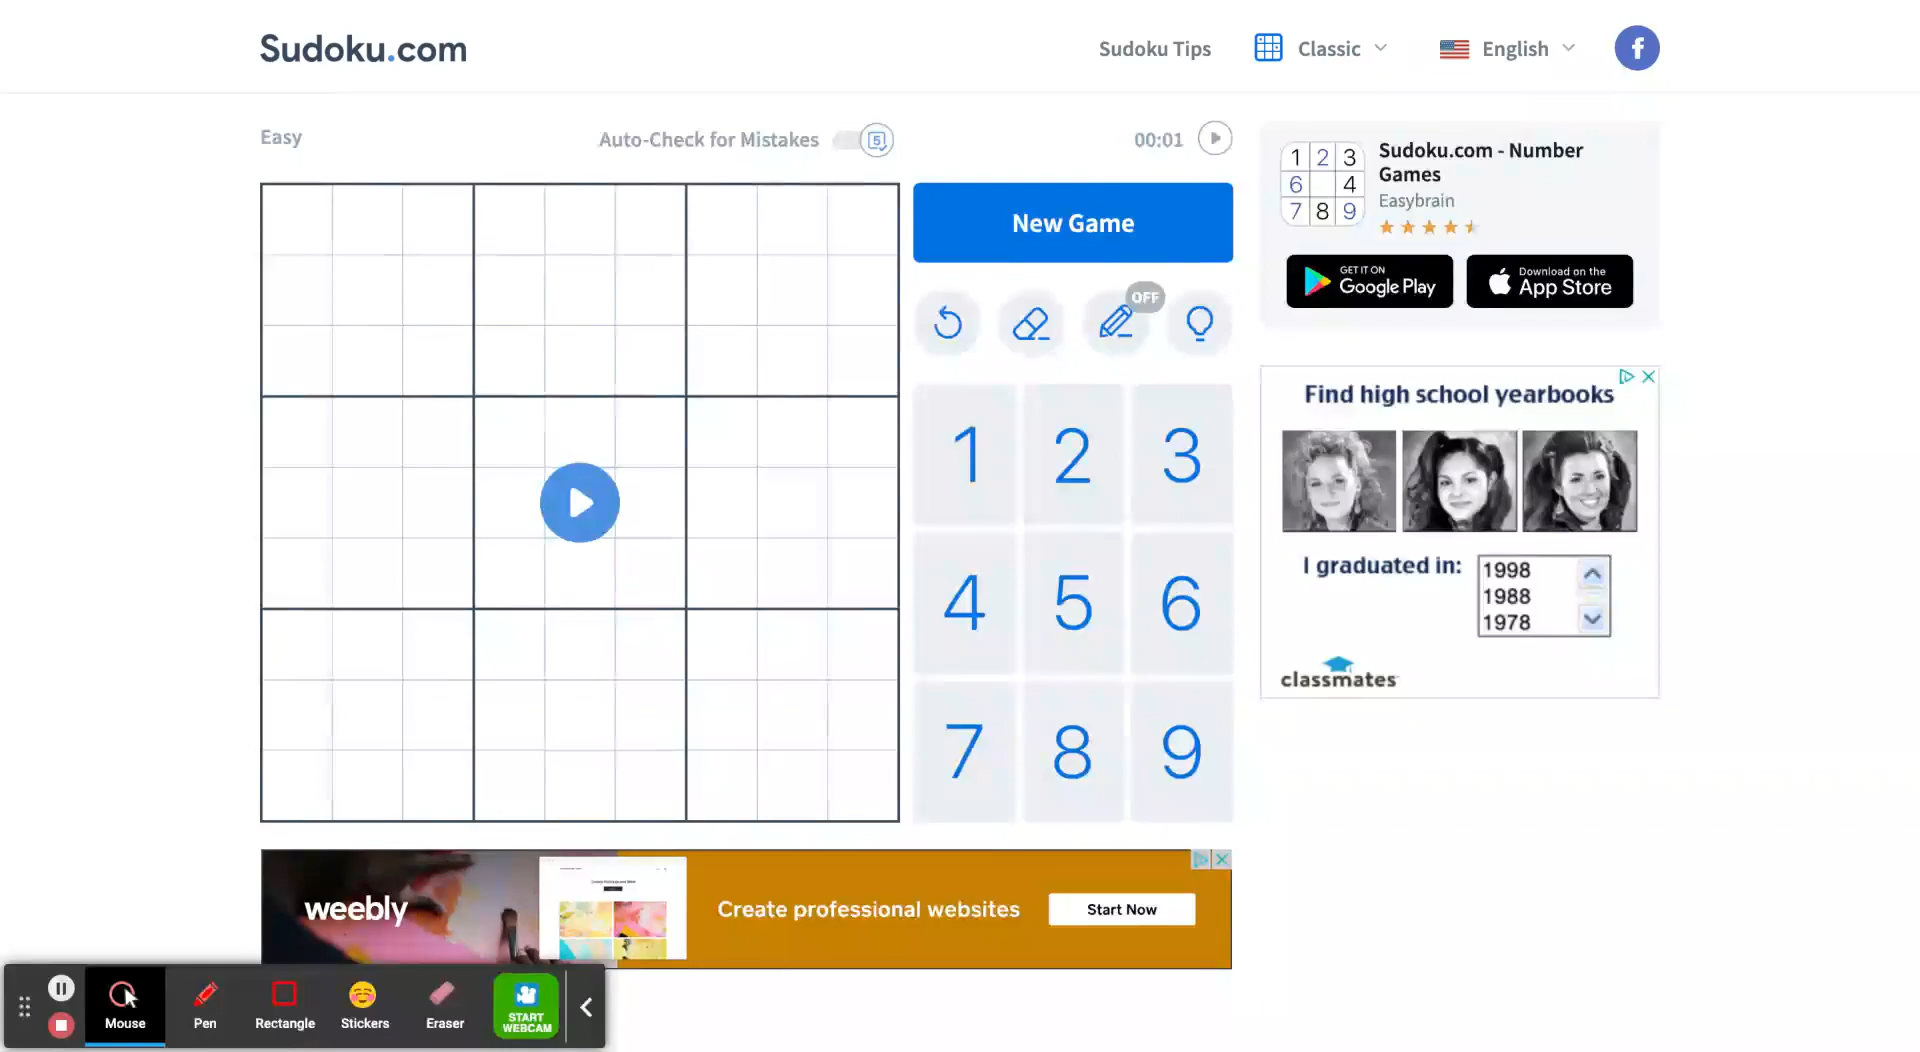 Sudoku.com
Sudoku Tips
Classic
English
f
Easy
Auto-Check for Mistakes
5
00:01
New Game
OFF
1 2 3
4 5 6
7 8 9
1 2 3
6 4
7 8 9
Sudoku.com - Number
Games
Easybrain
GET IT ON
Google Play
Download on the
App Store
Find high school yearbooks
I graduated in:
1998
1988
1978
classmates
weebly
Create professional websites
Start Now
Mouse
Pen
Rectangle
Stickers
Eraser
START
WEBCAM